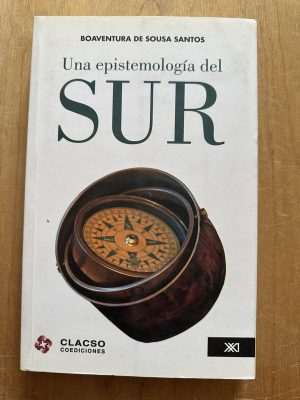 BOAVENTURA DE SOUSA SANTOS
Una epistemología del
SUR
CLACSO
COEDICIONES
XXI